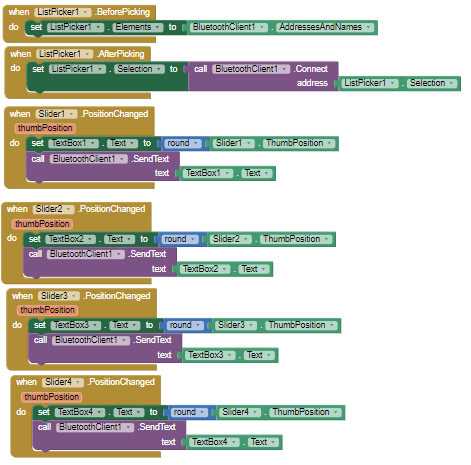 when ListPicker1 .BeforePicking
do set ListPicker1 . Elements to BluetoothClient1 . AddressesAndNames
when ListPicker1 .AfterPicking
do set ListPicker1 . Selection to call BluetoothClient1 .Connect
address ListPicker1 . Selection
when Slider1 .PositionChanged
thumbPosition
do set TextBox1 . Text to round Slider1 . ThumbPosition
call BluetoothClient1 .SendText
text TextBox1 . Text
when Slider2 .PositionChanged
thumbPosition
do set TextBox2 . Text to round Slider2 . ThumbPosition
call BluetoothClient1 .SendText
text TextBox2 . Text
when Slider3 .PositionChanged
thumbPosition
do set TextBox3 . Text to round Slider3 . ThumbPosition
call BluetoothClient1 .SendText
text TextBox3 . Text
when Slider4 .PositionChanged
thumbPosition
do set TextBox4 . Text to round Slider4 . ThumbPosition
call BluetoothClient1 .SendText
text TextBox4 . Text